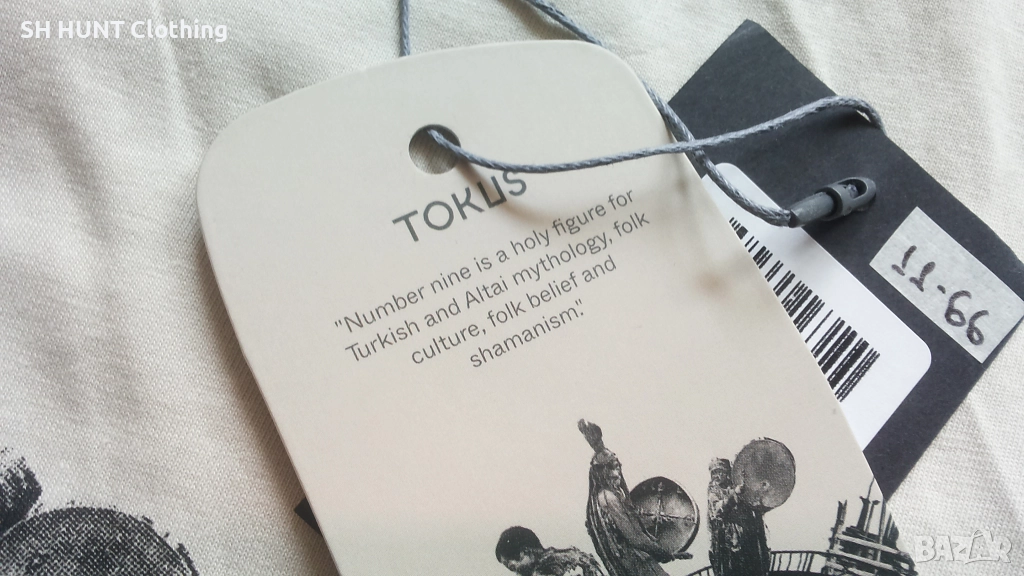 SH HUNT Clothing
TOKUS
"Number nine is a holy figure for
Turkish and Altai mythology, folk
culture, folk belief and
shamanism."
11-66
BAZAR